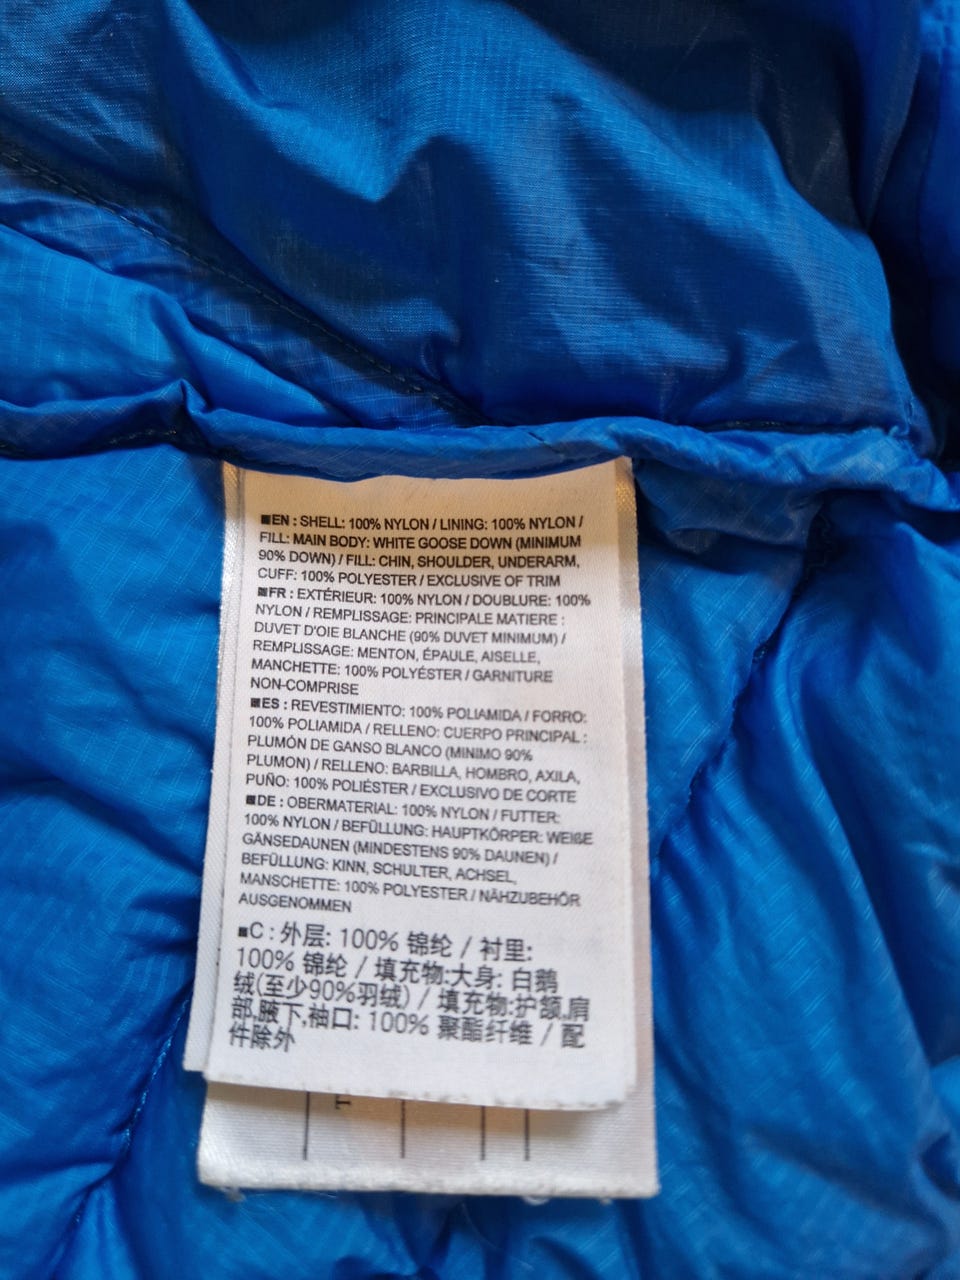 ■EN : SHELL: 100% NYLON / LINING: 100% NYLON /
FILL: MAIN BODY: WHITE GOOSE DOWN (MINIMUM
90% DOWN) / FILL: CHIN, SHOULDER, UNDERARM,
CUFF: 100% POLYESTER / EXCLUSIVE OF TRIM
■FR : EXTÉRIEUR: 100% NYLON / DOUBLURE: 100%
NYLON / REMPLISSAGE: PRINCIPALE MATIERE :
DUVET D'OIE BLANCHE (90% DUVET MINIMUM) /
REMPLISSAGE: MENTON, ÉPAULE, AISELLE,
MANCHETTE: 100% POLYÉSTER / GARNITURE
NON-COMPRISE
■ES : REVESTIMIENTO: 100% POLIAMIDA / FORRO:
100% POLIAMIDA / RELLENO: CUERPO PRINCIPAL :
PLUMÓN DE GANSO BLANCO (MINIMO 90%
PLUMON) / RELLENO: BARBILLA, HOMBRO, AXILA,
PUÑO: 100% POLIÉSTER / EXCLUSIVO DE CORTE
■DE : OBERMATERIAL: 100% NYLON / FUTTER:
100% NYLON / BEFÜLLUNG: HAUPTKÖRPER: WEIßE
GÄNSEDAUNEN (MINDESTENS 90% DAUNEN) /
BEFÜLLUNG: KINN, SCHULTER, ACHSEL,
MANSCHETTE: 100% POLYESTER / NÄHZUBEHÖR
AUSGENOMMEN
■C : 外层: 100% 锦纶 / 衬里:
100% 锦纶 / 填充物:大身: 白鹅
绒(至少90%羽绒) / 填充物:护颏,肩
部,腋下,袖口: 100% 聚酯纤维 / 配
件除外